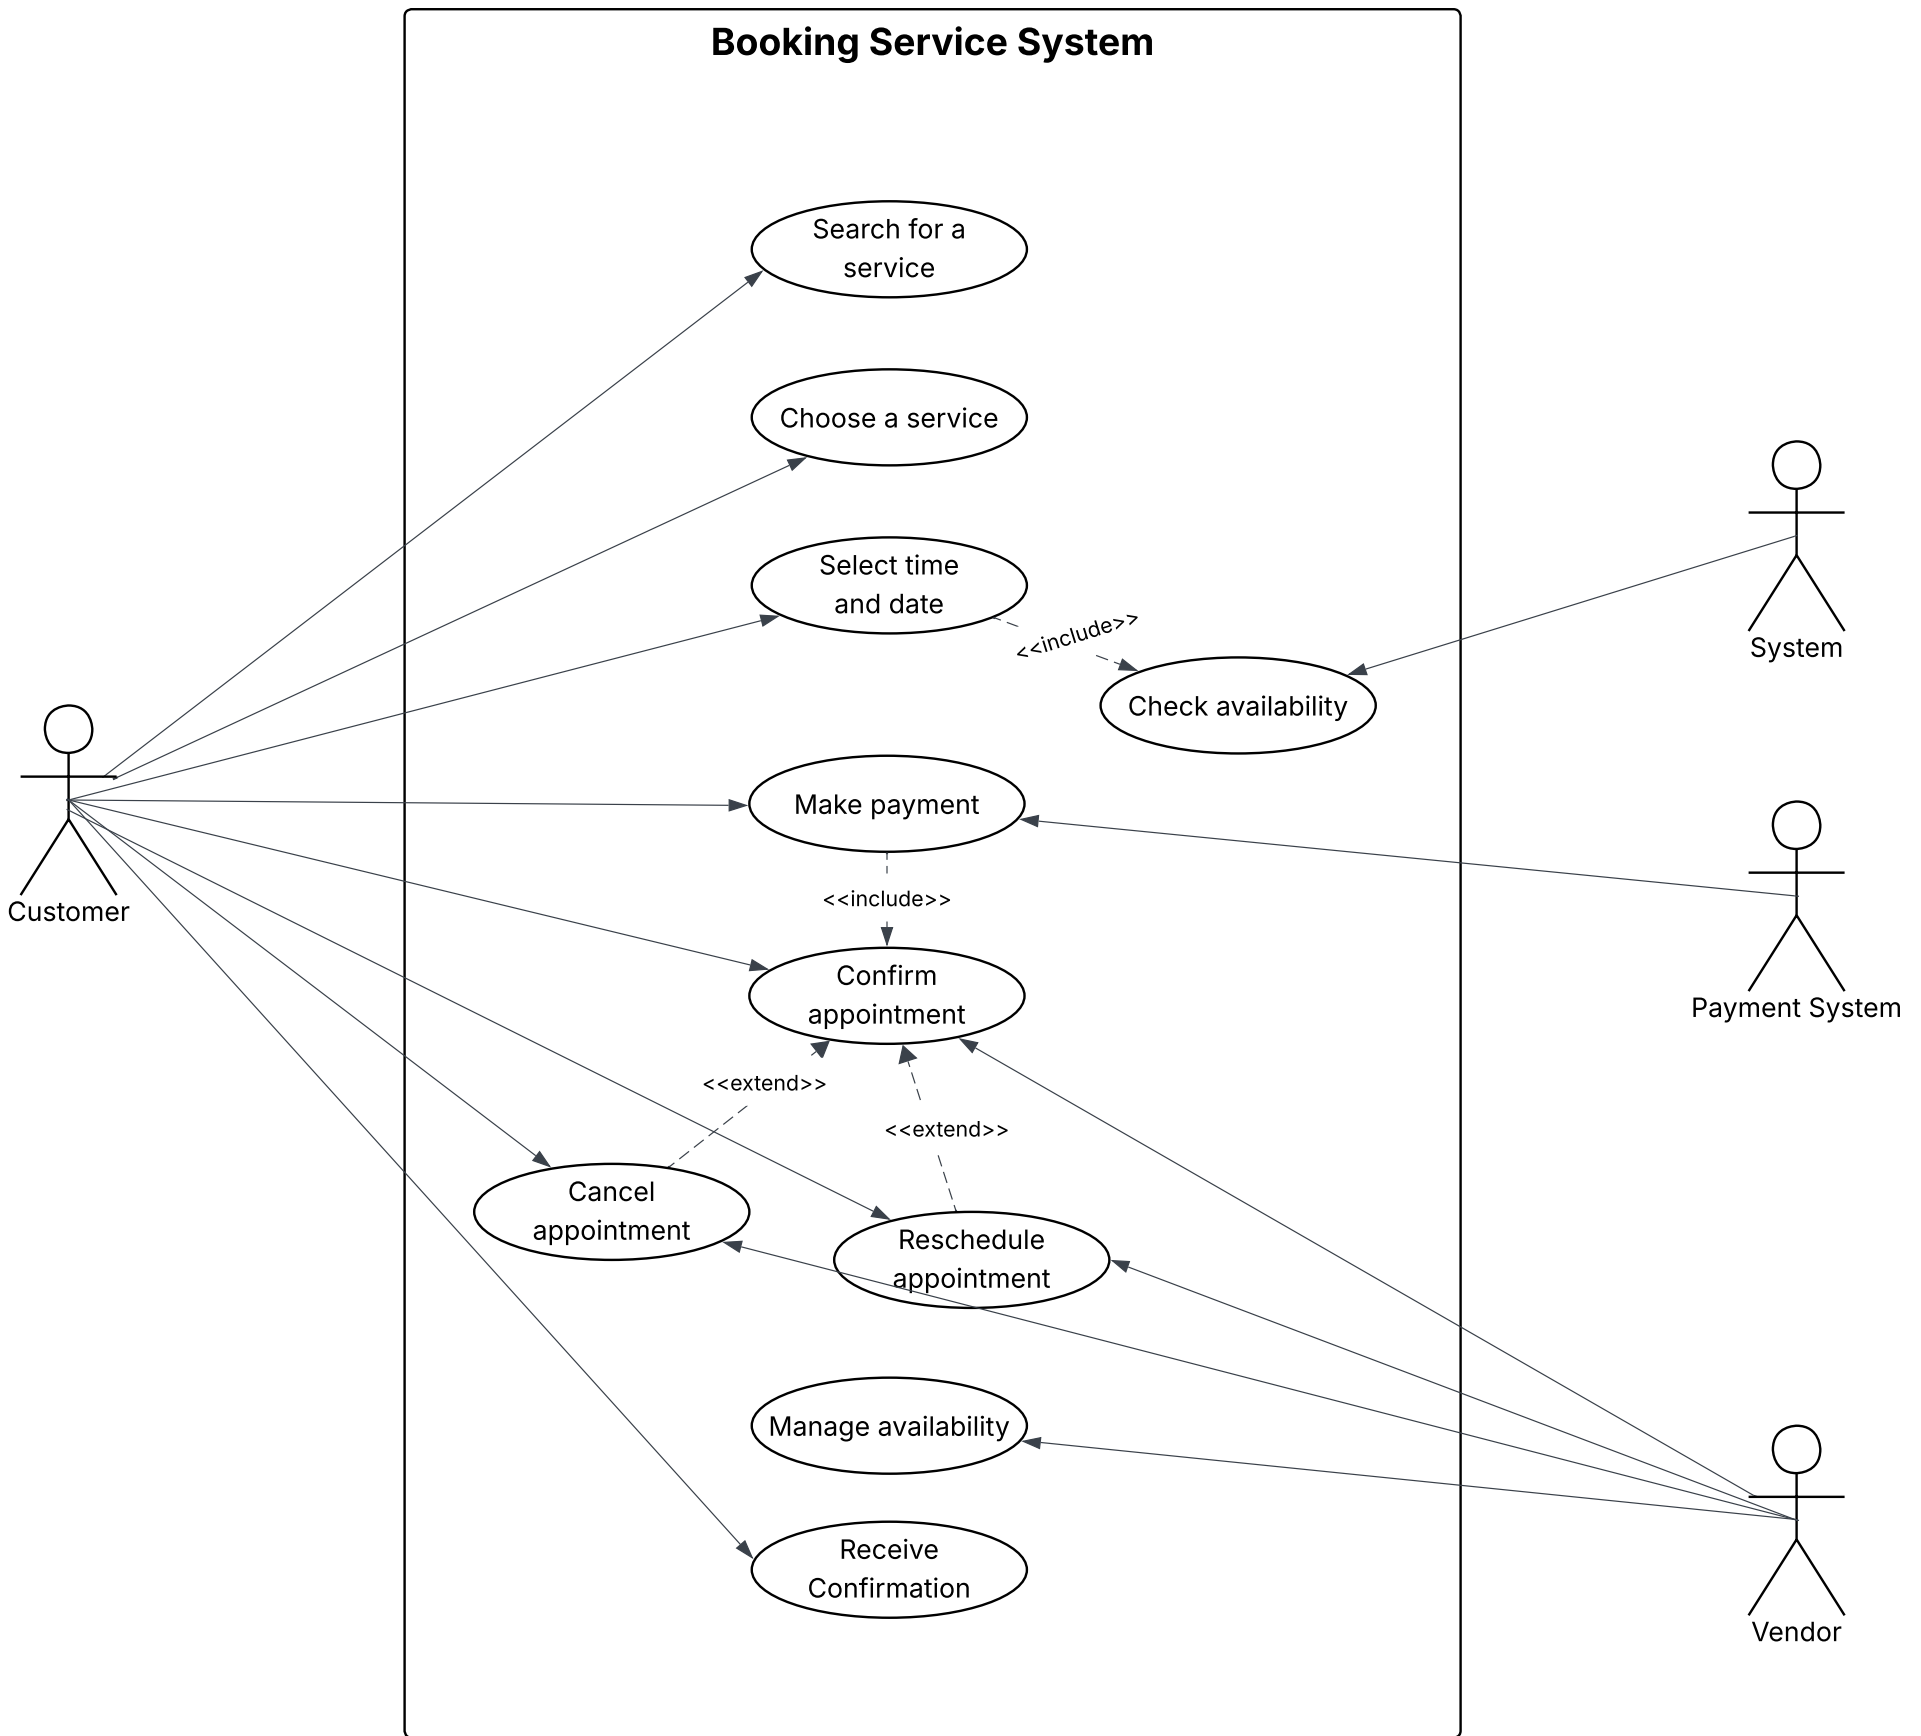 Booking Service System
Search for a
service
Choose a service
Select time
and date
<<include>>
System
Check availability
Make payment
Customer
<<include>>
Confirm
appointment
Payment System
<<extend>>
<<extend>>
Cancel
appointment
Reschedule
appointment
Manage availability
Receive
Confirmation
Vendor